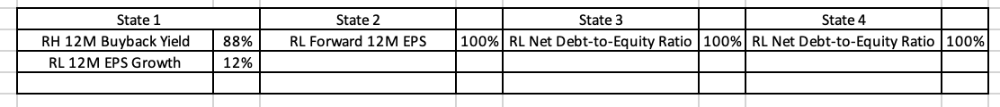 State 1 State 2 State 3 State 4
RH 12M Buyback Yield 88% RL Forward 12M EPS 100% RL Net Debt-to-Equity Ratio 100% RL Net Debt-to-Equity Ratio 100%
RL 12M EPS Growth 12%